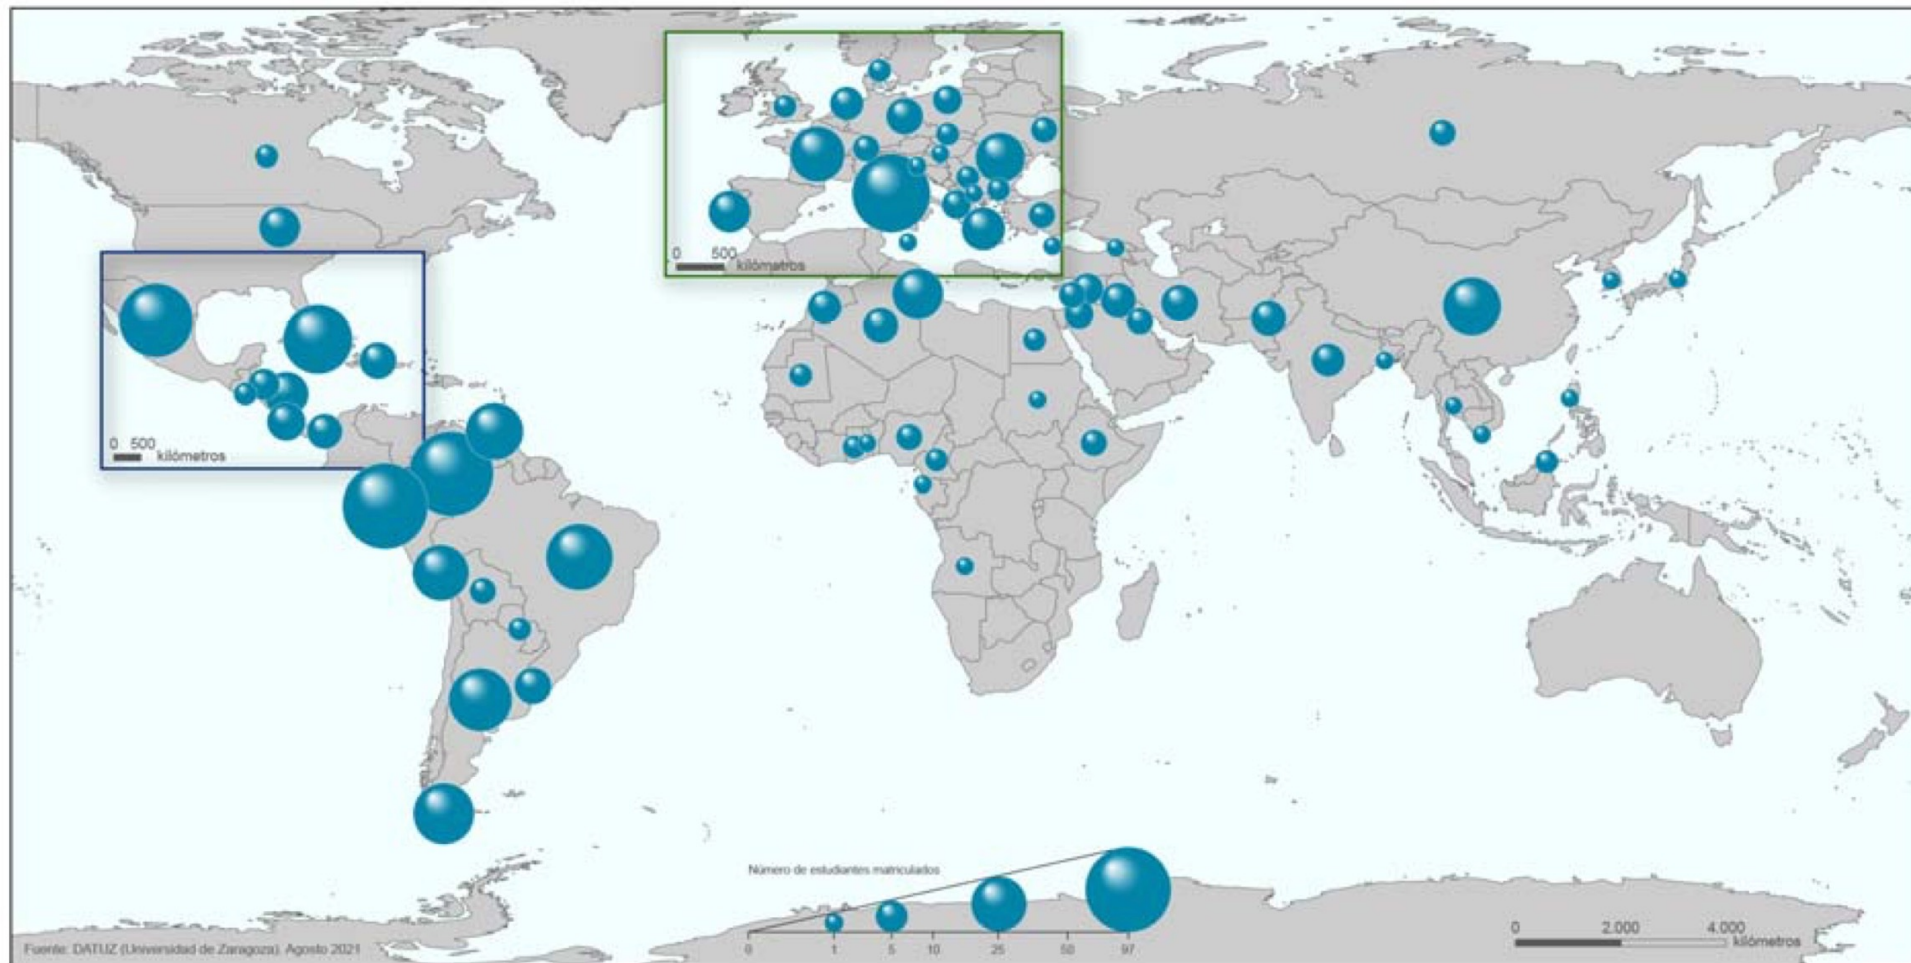 0 500
kilómetros
0 500
kilómetros
Número de estudiantes matriculados
0 1 5 10 25 50 97
0 2.000 4.000
kilómetros
Fuente: DATUZ (Universidad de Zaragoza). Agosto 2021